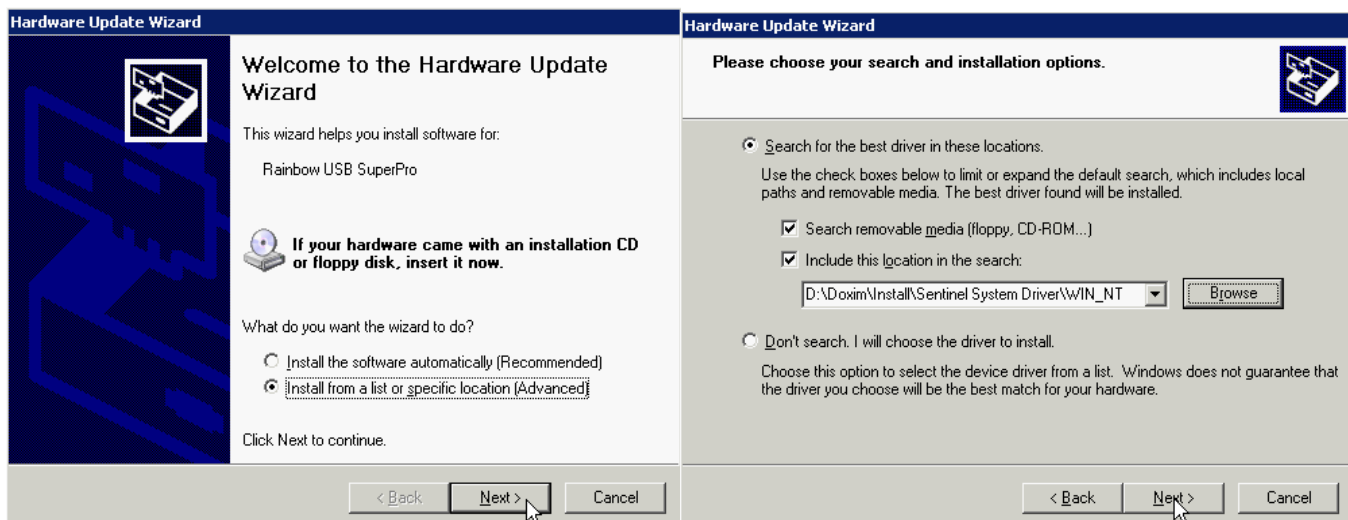 Hardware Update Wizard
Welcome to the Hardware Update
Wizard
This wizard helps you install software for:
Rainbow USB SuperPro
If your hardware came with an installation CD
or floppy disk, insert it now.
What do you want the wizard to do?
Install the software automatically (Recommended)
Install from a list or specific location (Advanced)
Click Next to continue.
< Back
Next >
Cancel
Hardware Update Wizard
Please choose your search and installation options.
Search for the best driver in these locations.
Use the check boxes below to limit or expand the default search, which includes local
paths and removable media. The best driver found will be installed.
Search removable media (floppy, CD-ROM...)
Include this location in the search:
D:\Doxim\Install\Sentinel System Driver\WIN_NT
Browse
Don't search. I will choose the driver to install.
Choose this option to select the device driver from a list. Windows does not guarantee that
the driver you choose will be the best match for your hardware.
< Back
Next >
Cancel